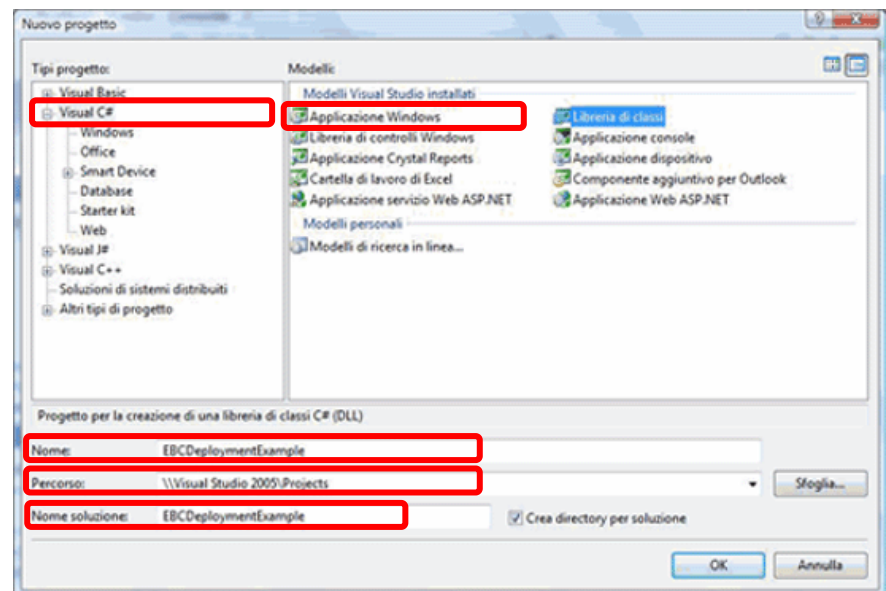 Nuovo progetto
Tipi progetto:
Modelli:
Visual Basic
Visual C#
Windows
Office
Smart Device
Database
Starter kit
Web
Visual J#
Visual C++
Soluzioni di sistemi distribuiti
Altri tipi di progetto
Modelli Visual Studio installati
Applicazione Windows
Libreria di controlli Windows
Applicazione Crystal Reports
Cartella di lavoro di Excel
Applicazione servizio Web ASP.NET
Libreria di classi
Applicazione console
Applicazione dispositivo
Componente aggiuntivo per Outlook
Applicazione Web ASP.NET
Modelli personali
Modelli di ricerca in linea...
Progetto per la creazione di una libreria di classi C# (DLL)
Nome: EBCDeploymentExample
Percorso: \\Visual Studio 2005\Projects Sfoglia...
Nome soluzione: EBCDeploymentExample Crea directory per soluzione
OK Annulla